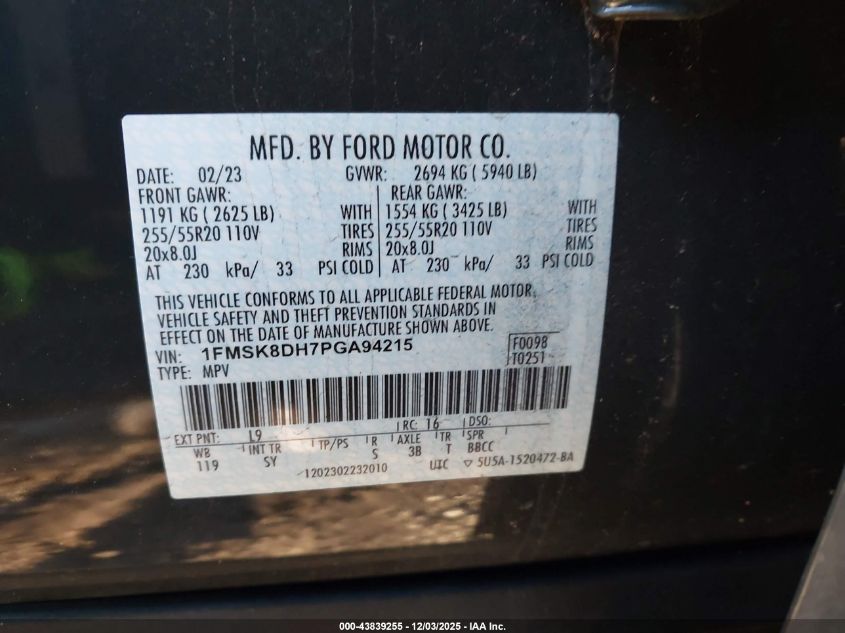 MFD. BY FORD MOTOR CO.
DATE: 02/23 GVWR: 2694 KG ( 5940 LB)
FRONT GAWR: REAR GAWR:
1191 KG ( 2625 LB) WITH 1554 KG ( 3425 LB) WITH
255/55R20 110V TIRES 255/55R20 110V TIRES
20x8.0J RIMS 20x8.0J RIMS
AT 230 kPa/ 33 PSI COLD AT 230 kPa/ 33 PSI COLD
THIS VEHICLE CONFORMS TO ALL APPLICABLE FEDERAL MOTOR
VEHICLE SAFETY AND THEFT PREVENTION STANDARDS IN
EFFECT ON THE DATE OF MANUFACTURE SHOWN ABOVE.
VIN: 1FMSK8DH7PGA94215 F0098
TYPE: MPV T0251
EXT PNT: L9 RC: 16 DSO:
WB INT TR TP/PS R AXLE TR SPR
119 SY S 3B T BBCC
1202302232010 UTC ▽ 5U5A-1520472-BA
000-43839255 - 12/03/2025 - IAA Inc.